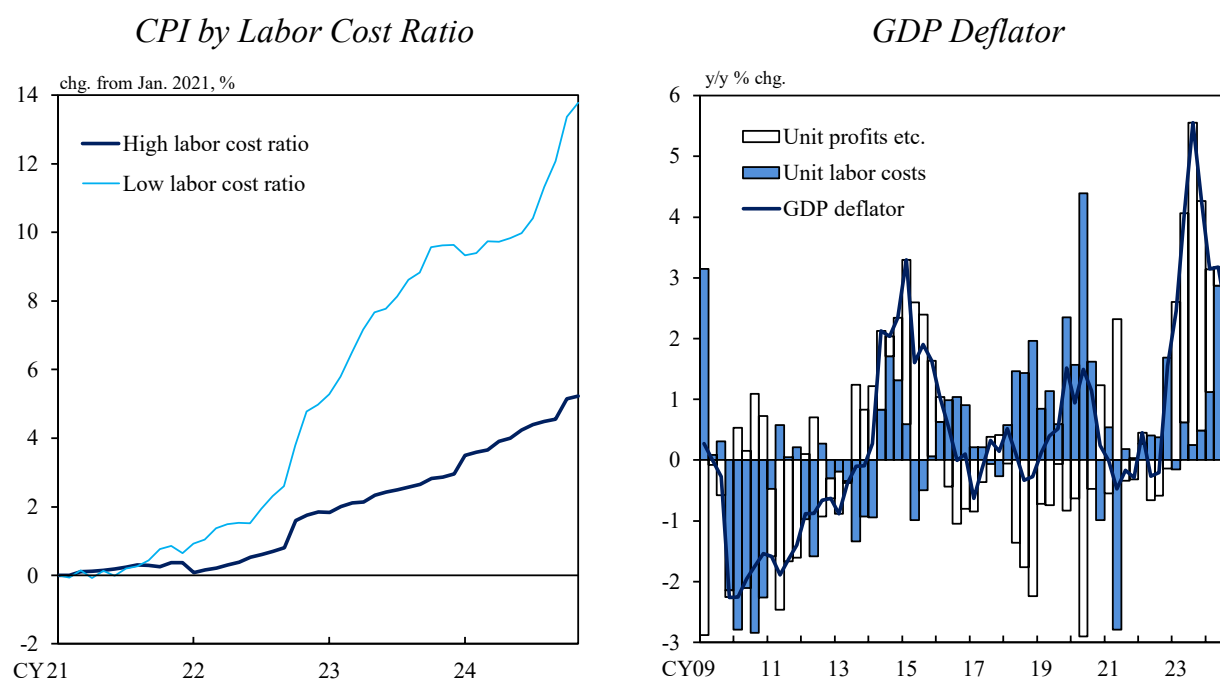 CPI by Labor Cost Ratio
chg. from Jan. 2021, %
14
12
10
8
6
4
2
0
-2
High labor cost ratio
Low labor cost ratio
CY 21 22 23 24
GDP Deflator
y/y % chg.
6
5
4
3
2
1
0
-1
-2
-3
Unit profits etc.
Unit labor costs
GDP deflator
CY09 11 13 15 17 19 21 23